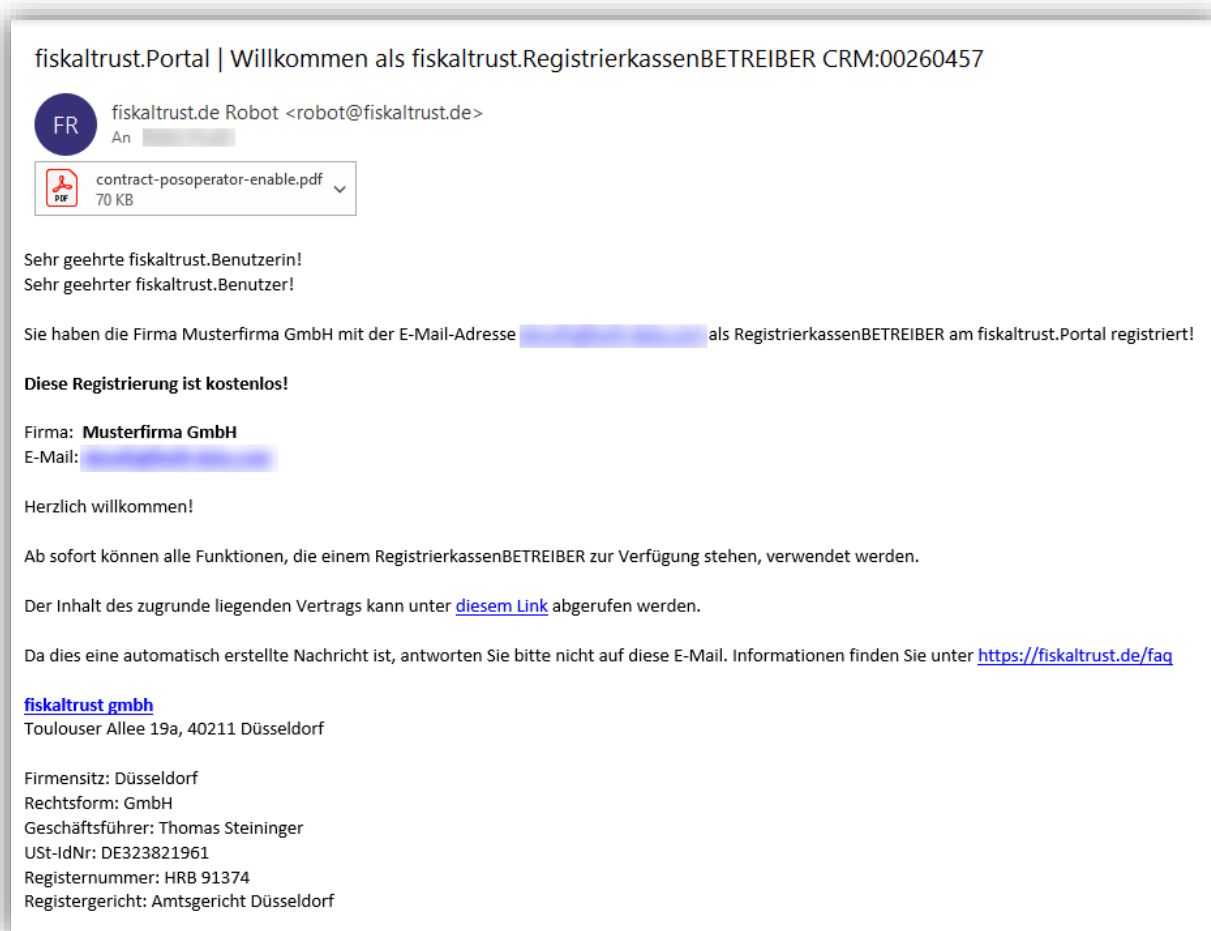 fiskaltrust.Portal | Willkommen als fiskaltrust.RegistrierkassenBETREIBER CRM:00260457
FR
fiskaltrust.de Robot <robot@fiskaltrust.de>
An
contract-posoperator-enable.pdf
PDF
70 KB
Sehr geehrte fiskaltrust.Benutzerin!
Sehr geehrter fiskaltrust.Benutzer!
Sie haben die Firma Musterfirma GmbH mit der E-Mail-Adresse als RegistrierkassenBETREIBER am fiskaltrust.Portal registriert!
Diese Registrierung ist kostenlos!
Firma: Musterfirma GmbH
E-Mail:
Herzlich willkommen!
Ab sofort können alle Funktionen, die einem RegistrierkassenBETREIBER zur Verfügung stehen, verwendet werden.
Der Inhalt des zugrunde liegenden Vertrags kann unter diesem Link abgerufen werden.
Da dies eine automatisch erstellte Nachricht ist, antworten Sie bitte nicht auf diese E-Mail. Informationen finden Sie unter https://fiskaltrust.de/faq
fiskaltrust gmbh
Toulouser Allee 19a, 40211 Düsseldorf
Firmensitz: Düsseldorf
Rechtsform: GmbH
Geschäftsführer: Thomas Steininger
USt-IdNr: DE323821961
Registernummer: HRB 91374
Registergericht: Amtsgericht Düsseldorf